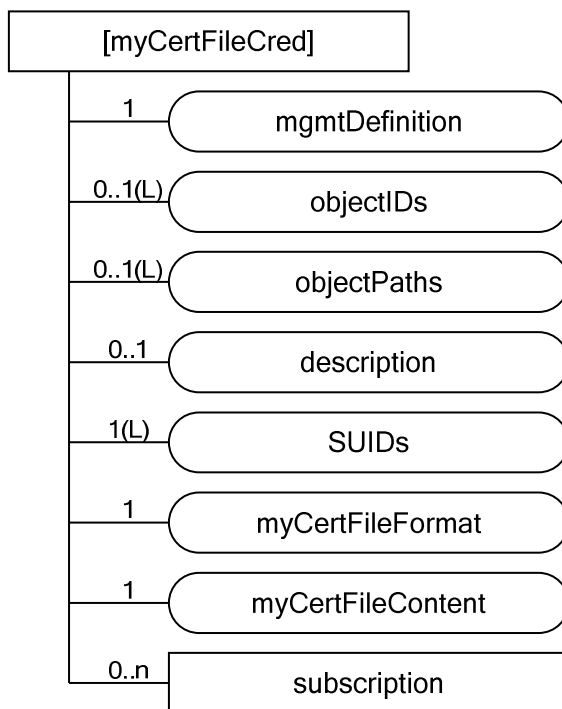 [myCertFileCred]
1
mgmtDefinition
0..1(L)
objectIDs
0..1(L)
objectPaths
0..1
description
1(L)
SUIDs
1
myCertFileFormat
1
myCertFileContent
0..n
subscription